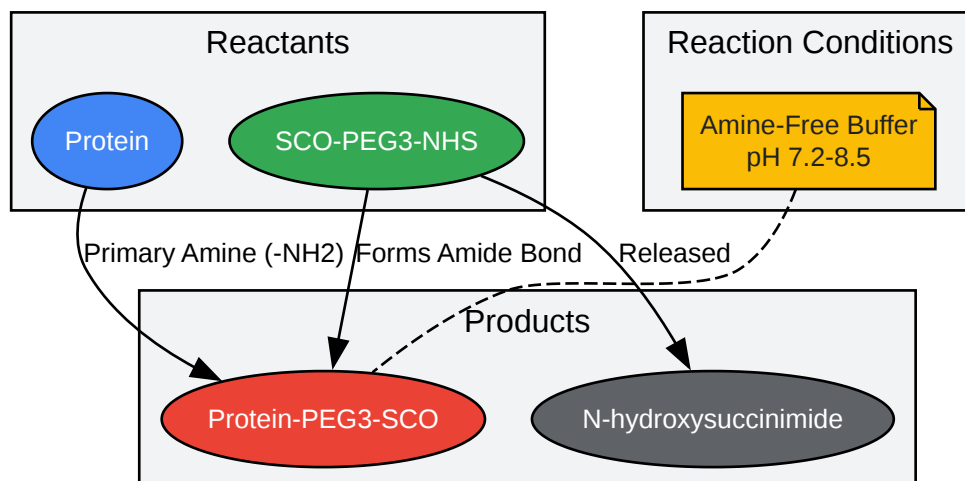 Reactants
Reaction Conditions
Protein
SCO-PEG3-NHS
Amine-Free Buffer
pH 7.2-8.5
Primary Amine (-NH2)
Forms Amide Bond
Released
Products
Protein-PEG3-SCO
N-hydroxysuccinimide